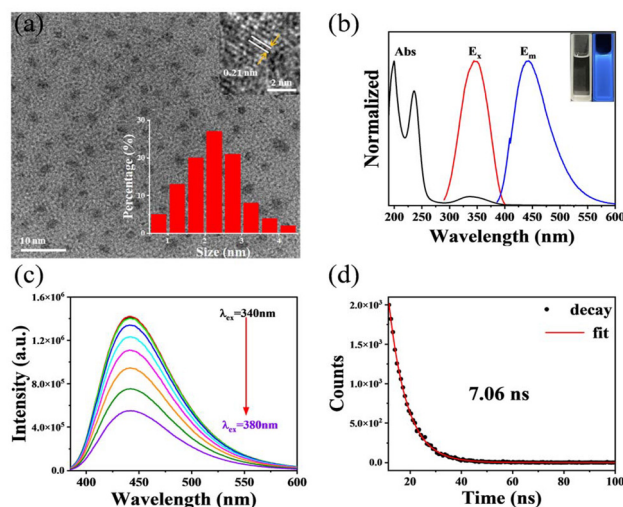 (a)
0.21 nm
2 nm
30
20
10
0
Percentage (%)
1 2 3 4
Size (nm)
10 nm
(b)
Abs
Ex
Em
Normalized
200 250 300 350 400 450 500 550 600
Wavelength (nm)
(c)
1.6×10⁶
1.2×10⁶
8.0×10⁵
4.0×10⁵
0.0
Intensity (a.u.)
λex=340nm
λex=380nm
400 450 500 550 600
Wavelength (nm)
(d)
2.0×10³
1.5×10³
1.0×10³
5.0×10²
0.0
Counts
decay
fit
7.06 ns
20 40 60 80 100
Time (ns)